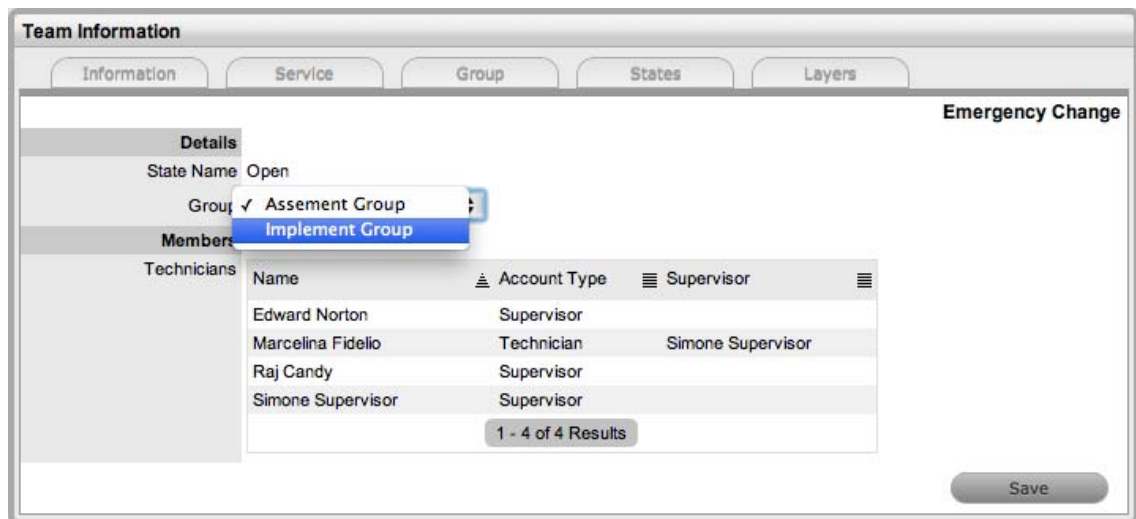 Team Information
Information Service Group States Layers
Emergency Change
Details
State Name Open
Group ✓ Assement Group
Implement Group
Members
Technicians
Name Account Type Supervisor
Edward Norton Supervisor
Marcelina Fidelio Technician Simone Supervisor
Raj Candy Supervisor
Simone Supervisor Supervisor
1 - 4 of 4 Results
Save